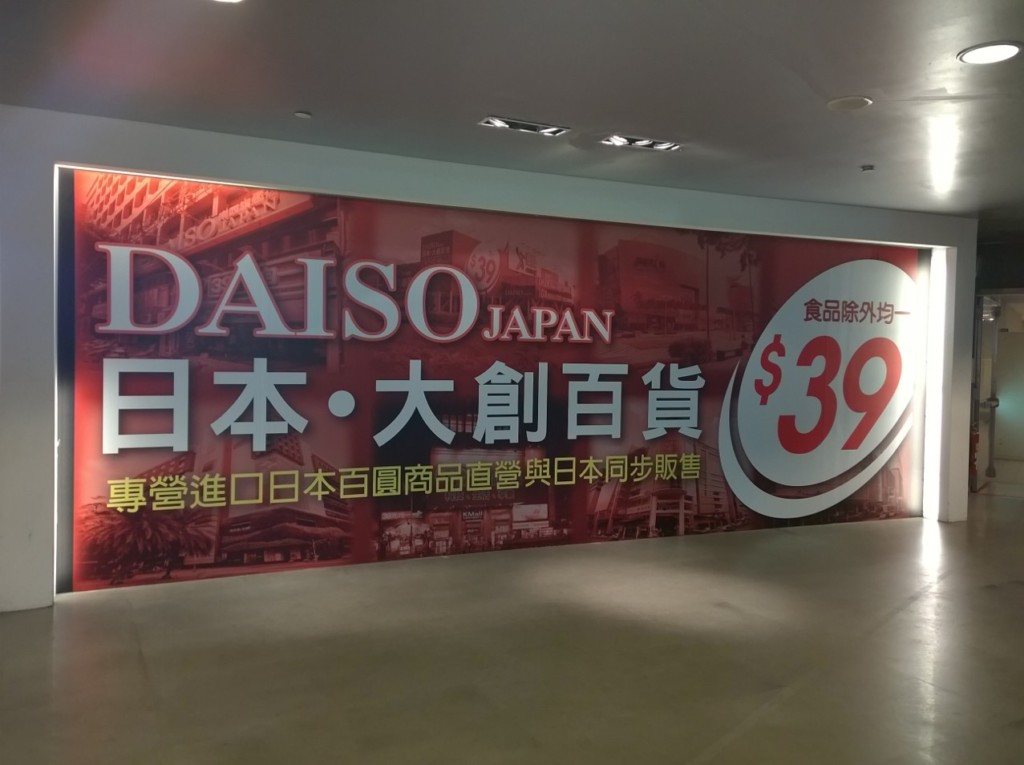 DAISO JAPAN
日本・大創百貨
專營進口日本百圓商品直營與日本同步販售
食品除外均一
$39